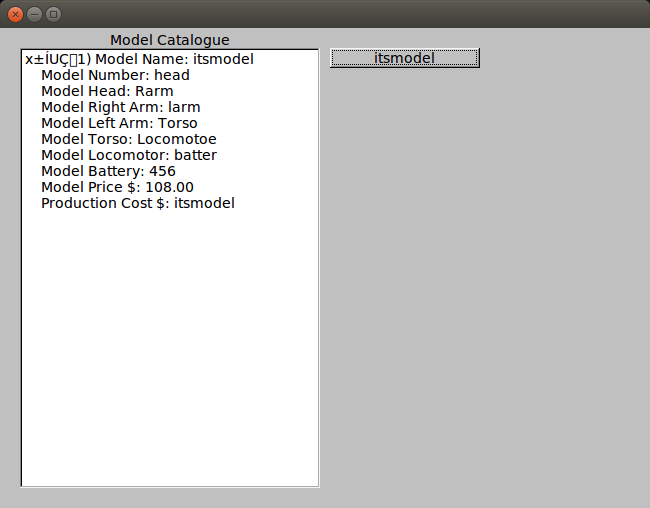 Model Catalogue
x±ÍUÇ1) Model Name: itsmodel
Model Number: head
Model Head: Rarm
Model Right Arm: larm
Model Left Arm: Torso
Model Torso: Locomotoe
Model Locomotor: batter
Model Battery: 456
Model Price $: 108.00
Production Cost $: itsmodel
itsmodel